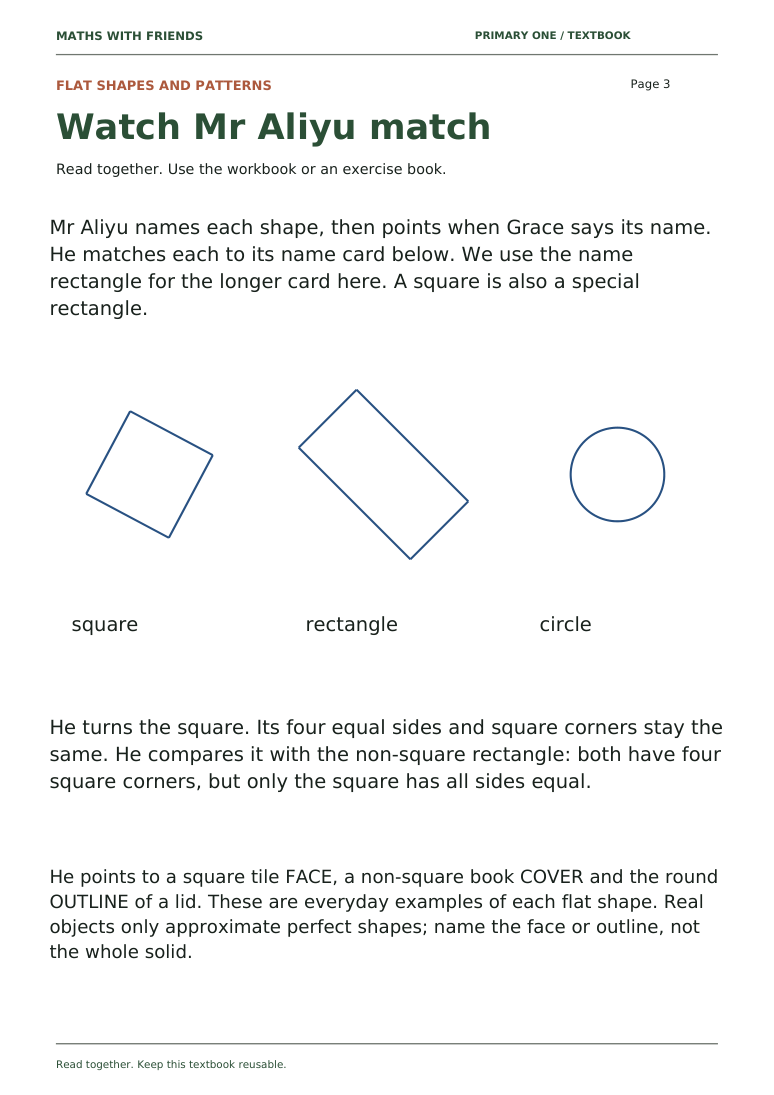 MATHS WITH FRIENDS
PRIMARY ONE / TEXTBOOK
FLAT SHAPES AND PATTERNS
Page 3
Watch Mr Aliyu match
Read together. Use the workbook or an exercise book.
Mr Aliyu names each shape, then points when Grace says its name.
He matches each to its name card below. We use the name
rectangle for the longer card here. A square is also a special
rectangle.
square
rectangle
circle
He turns the square. Its four equal sides and square corners stay the
same. He compares it with the non-square rectangle: both have four
square corners, but only the square has all sides equal.
He points to a square tile FACE, a non-square book COVER and the round
OUTLINE of a lid. These are everyday examples of each flat shape. Real
objects only approximate perfect shapes; name the face or outline, not
the whole solid.
Read together. Keep this textbook reusable.